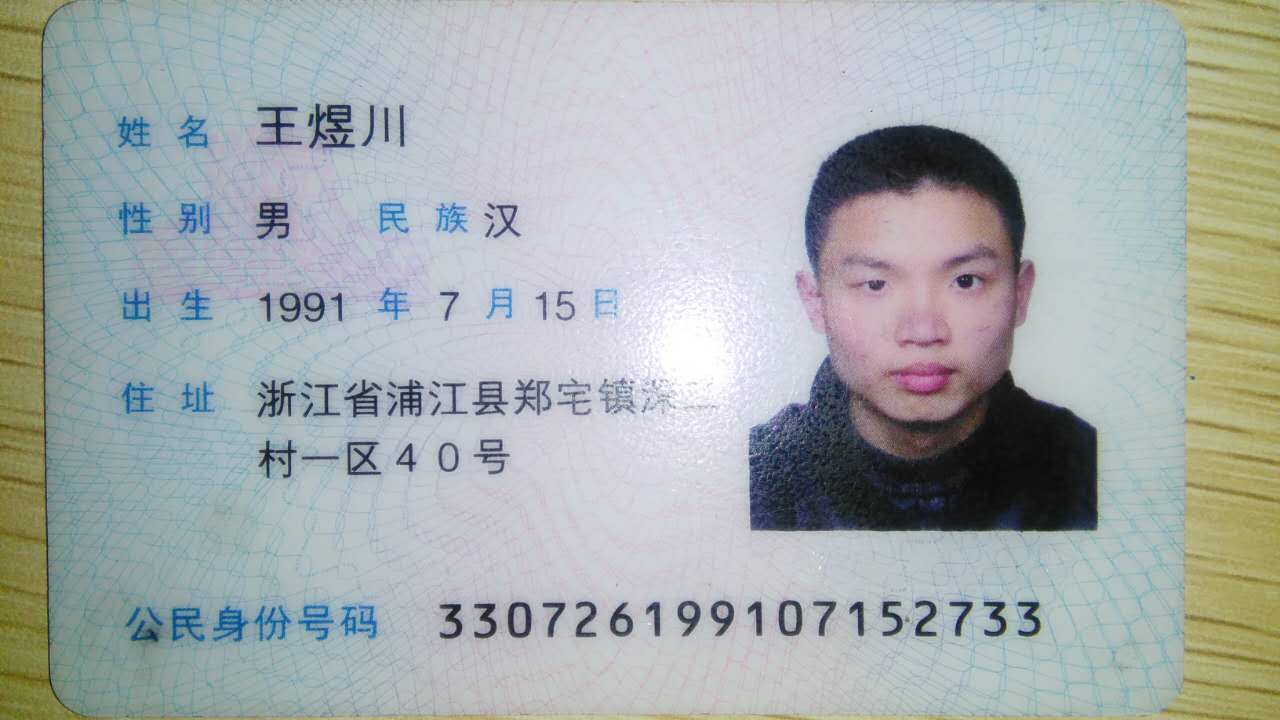 姓名 王煜川
性别 男 民族 汉
出生 1991 年 7 月 15 日
住址 浙江省浦江县郑宅镇深
村一区40号
公民身份号码 330726199107152733